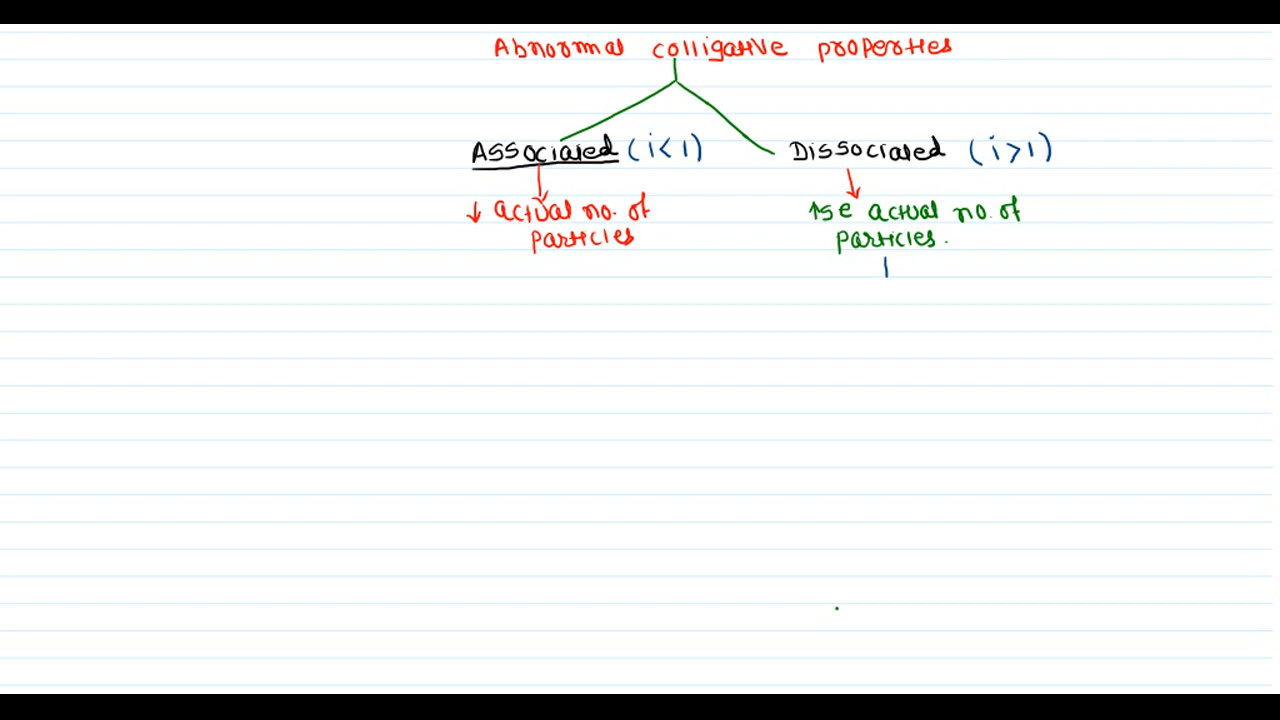 Abnormal colligative properties
Associated (i < 1)
Dissociated (i > 1)
↓ actual no. of
particles
↑se actual no. of
particles.